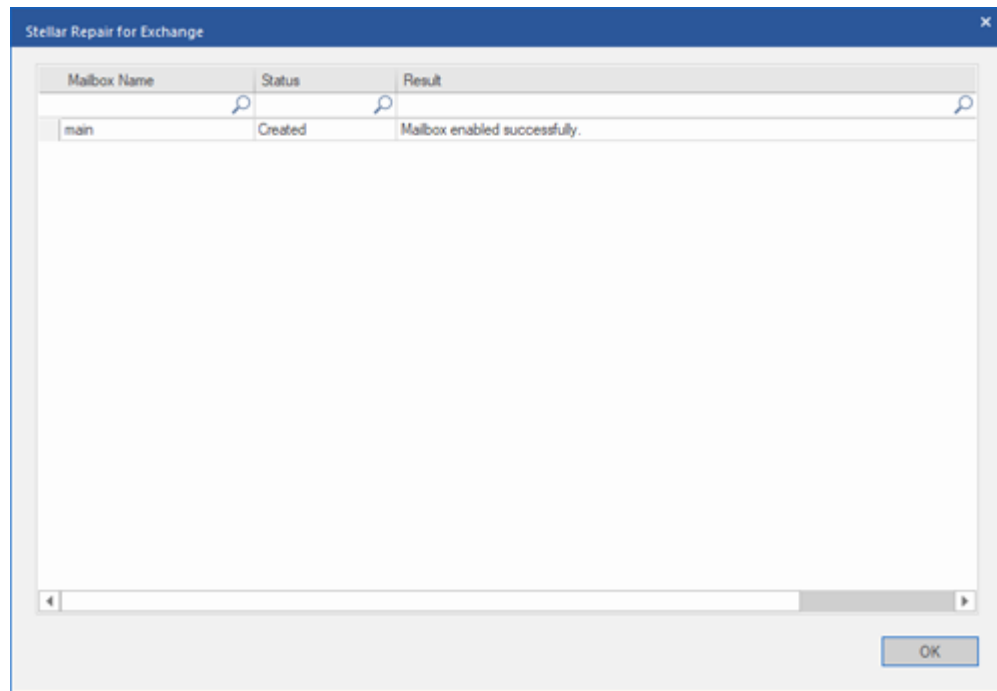 Stellar Repair for Exchange
Mailbox Name Status Result
main Created Mailbox enabled successfully.
OK